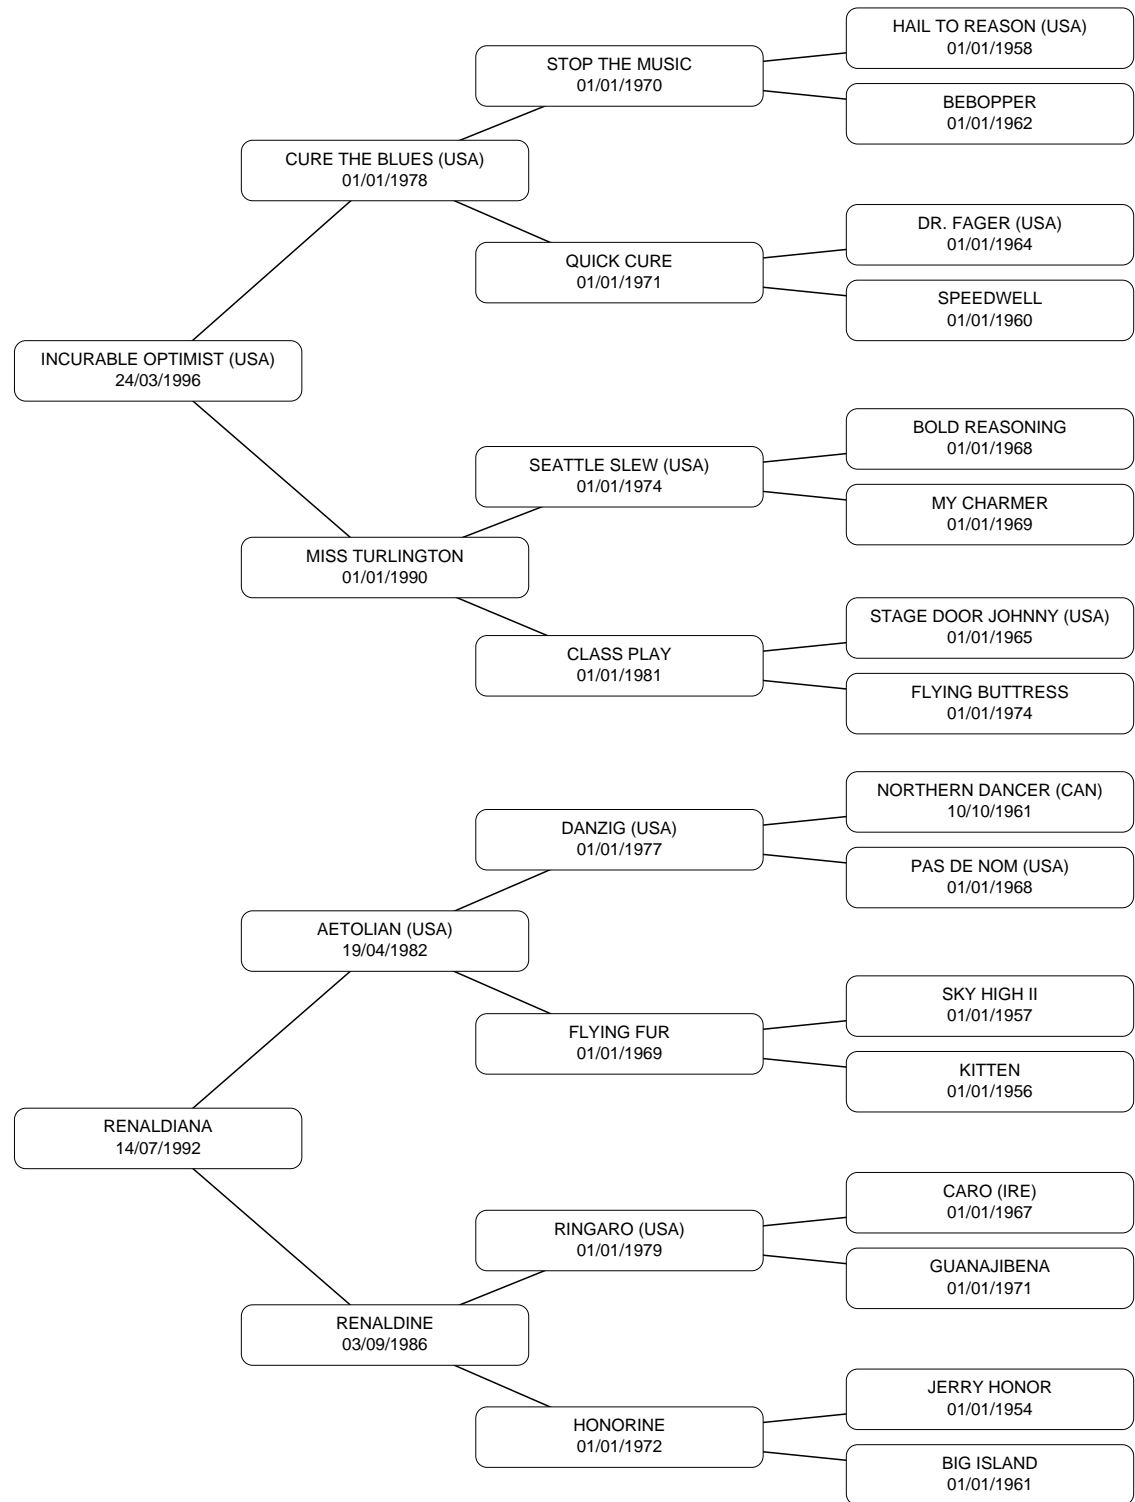 HAIL TO REASON (USA)
01/01/1958
STOP THE MUSIC
01/01/1970
BEBOPPER
01/01/1962
CURE THE BLUES (USA)
01/01/1978
DR. FAGER (USA)
01/01/1964
QUICK CURE
01/01/1971
SPEEDWELL
01/01/1960
INCURABLE OPTIMIST (USA)
24/03/1996
BOLD REASONING
01/01/1968
SEATTLE SLEW (USA)
01/01/1974
MY CHARMER
01/01/1969
MISS TURLINGTON
01/01/1990
STAGE DOOR JOHNNY (USA)
01/01/1965
CLASS PLAY
01/01/1981
FLYING BUTTRESS
01/01/1974
NORTHERN DANCER (CAN)
10/10/1961
DANZIG (USA)
01/01/1977
PAS DE NOM (USA)
01/01/1968
AETOLIAN (USA)
19/04/1982
SKY HIGH II
01/01/1957
FLYING FUR
01/01/1969
KITTEN
01/01/1956
RENALDIANA
14/07/1992
CARO (IRE)
01/01/1967
RINGARO (USA)
01/01/1979
GUANAJIBENA
01/01/1971
RENALDINE
03/09/1986
JERRY HONOR
01/01/1954
HONORINE
01/01/1972
BIG ISLAND
01/01/1961